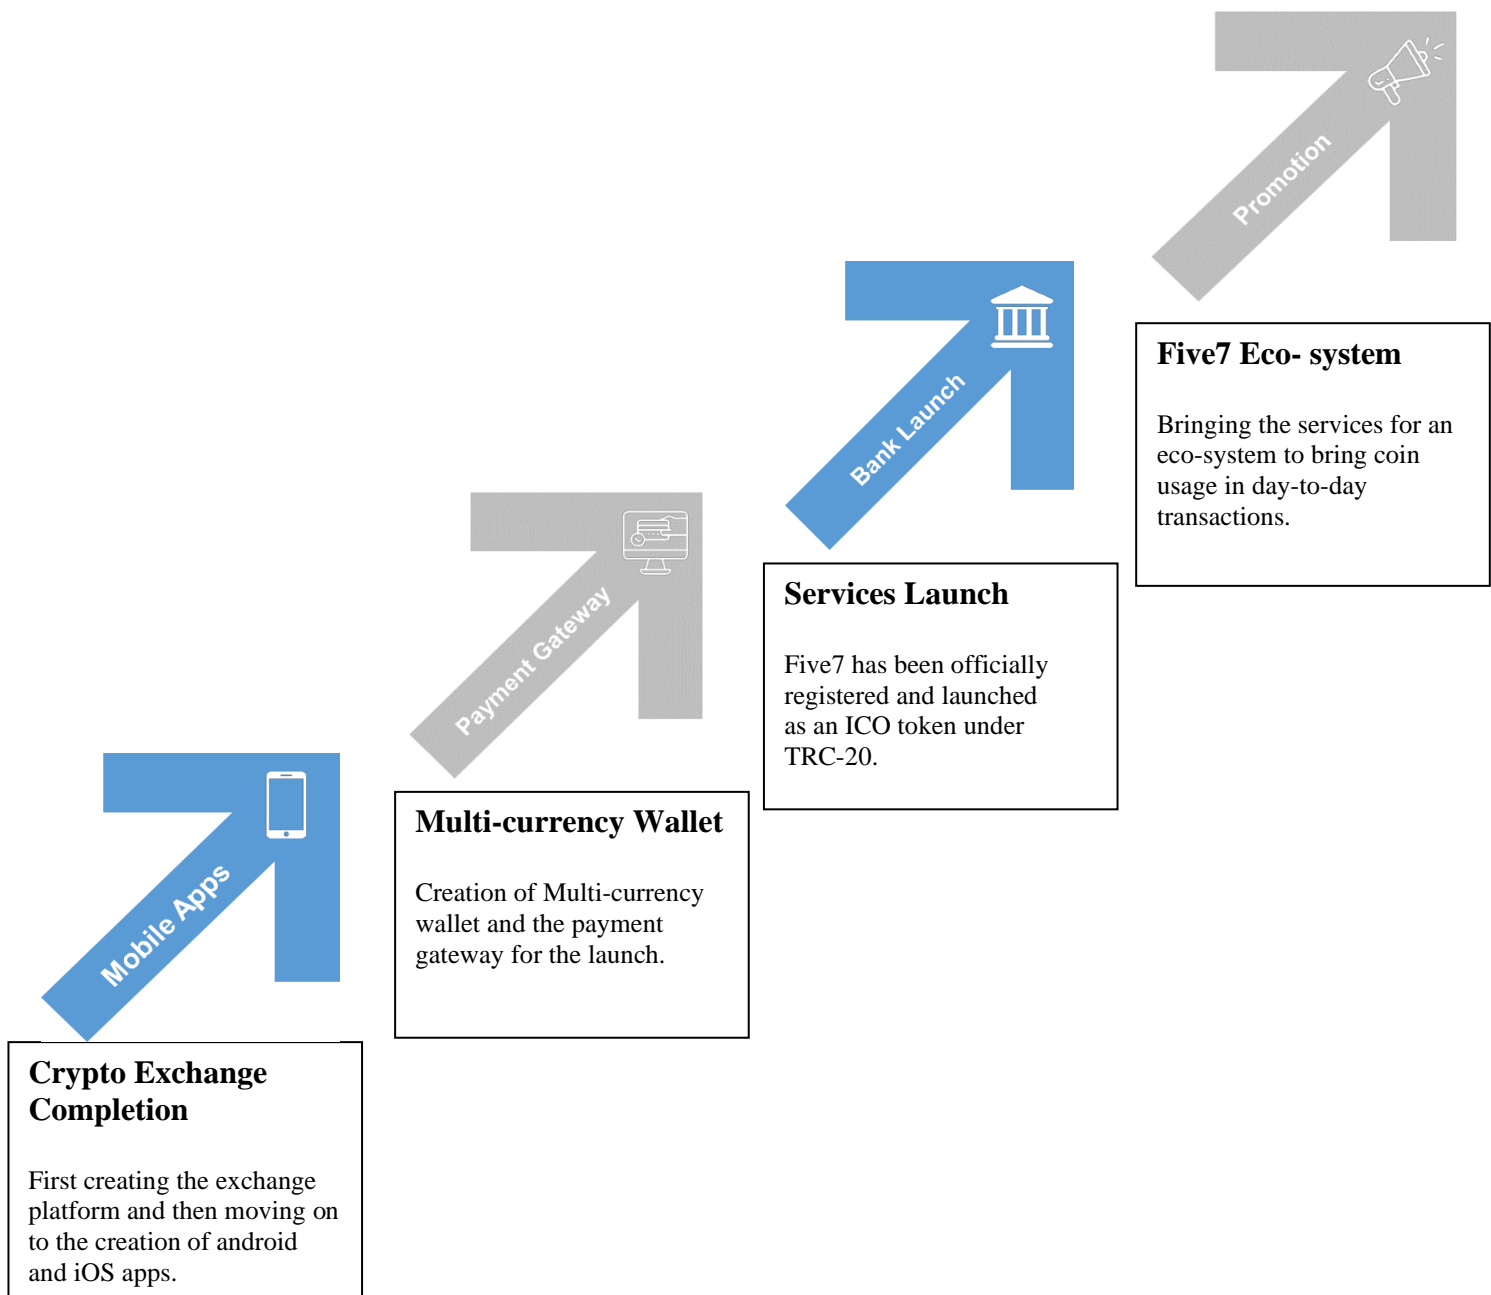 Mobile Apps
Crypto Exchange
Completion
First creating the exchange
platform and then moving on
to the creation of android
and iOS apps.
Payment Gateway
Multi-currency Wallet
Creation of Multi-currency
wallet and the payment
gateway for the launch.
Bank Launch
Services Launch
Five7 has been officially
registered and launched
as an ICO token under
TRC-20.
Promotion
Five7 Eco- system
Bringing the services for an
eco-system to bring coin
usage in day-to-day
transactions.